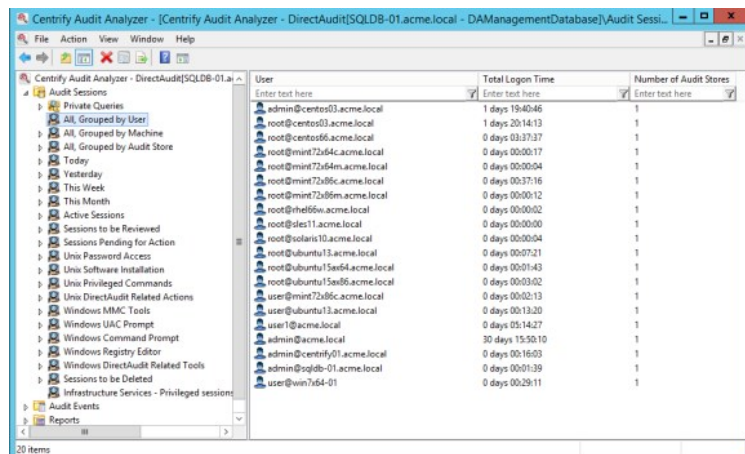 Centrify Audit Analyzer - [Centrify Audit Analyzer - DirectAudit[SQLDB-01.acme.local - DAManagementDatabase]\Audit Sessi...
File Action View Window Help
Centrify Audit Analyzer - DirectAudit[SQLDB-01.a
Audit Sessions
Private Queries
All, Grouped by User
All, Grouped by Machine
All, Grouped by Audit Store
Today
Yesterday
This Week
This Month
Active Sessions
Sessions to be Reviewed
Sessions Pending for Action
Unix Password Access
Unix Software Installation
Unix Privileged Commands
Unix DirectAudit Related Actions
Windows MMC Tools
Windows UAC Prompt
Windows Command Prompt
Windows Registry Editor
Windows DirectAudit Related Tools
Sessions to be Deleted
Infrastructure Services - Privileged sessions
Audit Events
Reports
User Total Logon Time Number of Audit Stores
Enter text here Enter text here Enter text here
admin@centos03.acme.local 1 days 19:40:46 1
root@centos03.acme.local 1 days 20:14:13 1
root@centos66.acme.local 0 days 03:37:37 1
root@mint72x64c.acme.local 0 days 00:00:17 1
root@mint72x64m.acme.local 0 days 00:00:04 1
root@mint72x86c.acme.local 0 days 00:37:16 1
root@mint72x86m.acme.local 0 days 00:00:12 1
root@rhel66w.acme.local 0 days 00:00:02 1
root@sles11.acme.local 0 days 00:00:00 1
root@solaris10.acme.local 0 days 00:00:04 1
root@ubuntu13.acme.local 0 days 00:07:21 1
root@ubuntu15ax64.acme.local 0 days 00:01:43 1
root@ubuntu15ax86.acme.local 0 days 00:03:02 1
user@mint72x86c.acme.local 0 days 00:02:13 1
user@ubuntu13.acme.local 0 days 00:13:20 1
user1@acme.local 0 days 05:14:27 1
admin@acme.local 30 days 15:50:10 1
admin@centrify01.acme.local 0 days 00:16:03 1
admin@sqldb-01.acme.local 0 days 00:01:39 1
user@win7x64-01 0 days 00:29:11 1
20 items